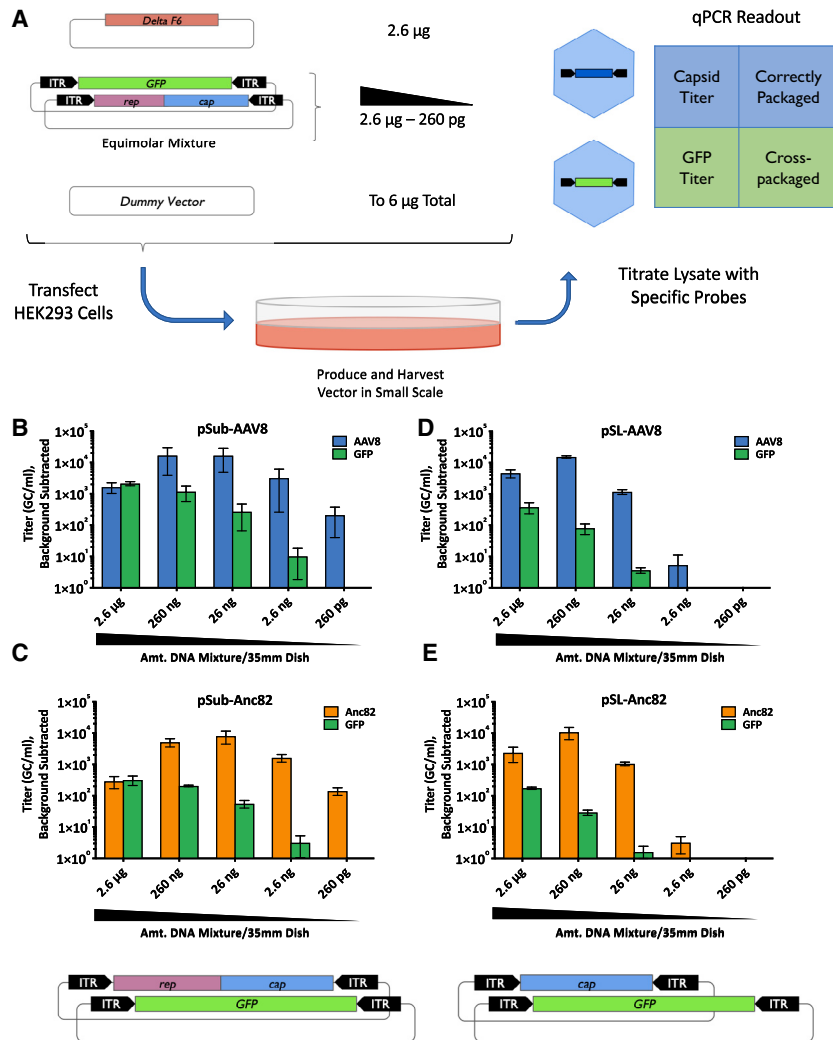 A
Delta F6
2.6 µg
qPCR Readout
ITR GFP ITR
ITR rep cap ITR
Equimolar Mixture
2.6 µg – 260 pg
Capsid Titer
Correctly Packaged
GFP Titer
Cross-packaged
Dummy Vector
To 6 µg Total
Transfect
HEK293 Cells
Titrate Lysate with
Specific Probes
Produce and Harvest
Vector in Small Scale
B
pSub-AAV8
Titer (GC/ml),
Background Subtracted
1×10⁵
1×10⁴
1×10³
1×10²
1×10¹
1×10⁰
AAV8
GFP
2.6 µg
260 ng
26 ng
2.6 ng
260 pg
Amt. DNA Mixture/35mm Dish
D
pSL-AAV8
Titer (GC/ml),
Background Subtracted
1×10⁵
1×10⁴
1×10³
1×10²
1×10¹
1×10⁰
AAV8
GFP
2.6 µg
260 ng
26 ng
2.6 ng
260 pg
Amt. DNA Mixture/35mm Dish
C
pSub-Anc82
Titer (GC/ml),
Background Subtracted
1×10⁵
1×10⁴
1×10³
1×10²
1×10¹
1×10⁰
Anc82
GFP
2.6 µg
260 ng
26 ng
2.6 ng
260 pg
Amt. DNA Mixture/35mm Dish
E
pSL-Anc82
Titer (GC/ml),
Background Subtracted
1×10⁵
1×10⁴
1×10³
1×10²
1×10¹
1×10⁰
Anc82
GFP
2.6 µg
260 ng
26 ng
2.6 ng
260 pg
Amt. DNA Mixture/35mm Dish
ITR rep cap ITR
ITR GFP ITR
ITR cap ITR
ITR GFP ITR